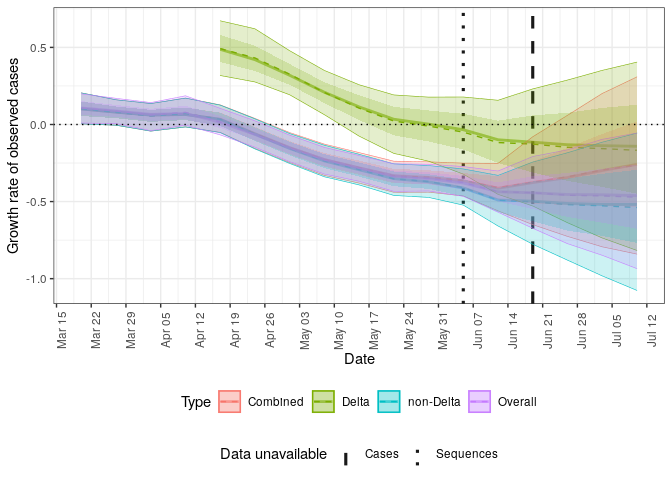 Growth rate of observed cases
0.5
0.0
-0.5
-1.0
Mar 15
Mar 22
Mar 29
Apr 05
Apr 12
Apr 19
Apr 26
May 03
May 10
May 17
May 24
May 31
Jun 07
Jun 14
Jun 21
Jun 28
Jul 05
Jul 12
Date
Type Combined Delta non-Delta Overall
Data unavailable Cases Sequences